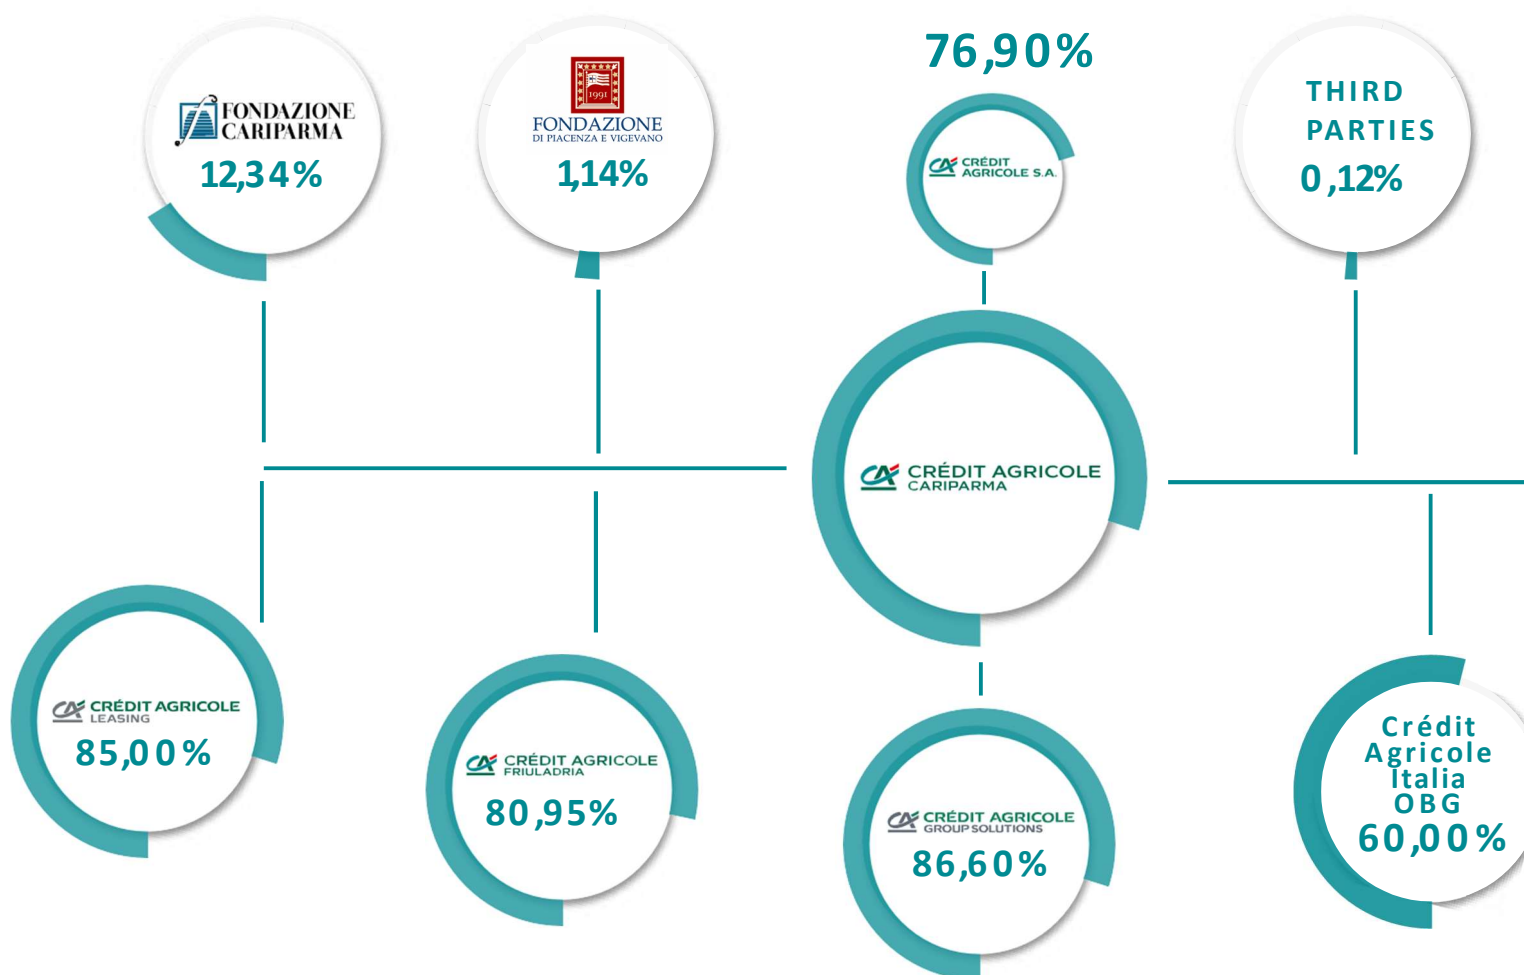 FONDAZIONE
CARIPARMA
12,34%
1991
FONDAZIONE
DI PIACENZA E VIGEVANO
1,14%
76,90%
CRÉDIT
AGRICOLE S.A.
THIRD
PARTIES
0,12%
CRÉDIT AGRICOLE
CARIPARMA
CRÉDIT AGRICOLE
LEASING
85,00%
CRÉDIT AGRICOLE
FRIULADRIA
80,95%
CRÉDIT AGRICOLE
GROUP SOLUTIONS
86,60%
Crédit
Agricole
Italia
OBG
60,00%